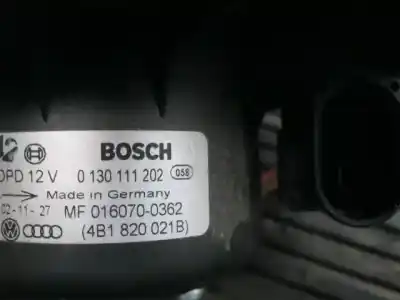 BOSCH
DPD 12 V 0 130 111 202 058
Made in Germany
02-11-27 MF 016070-0362
(4B1 820 021B)